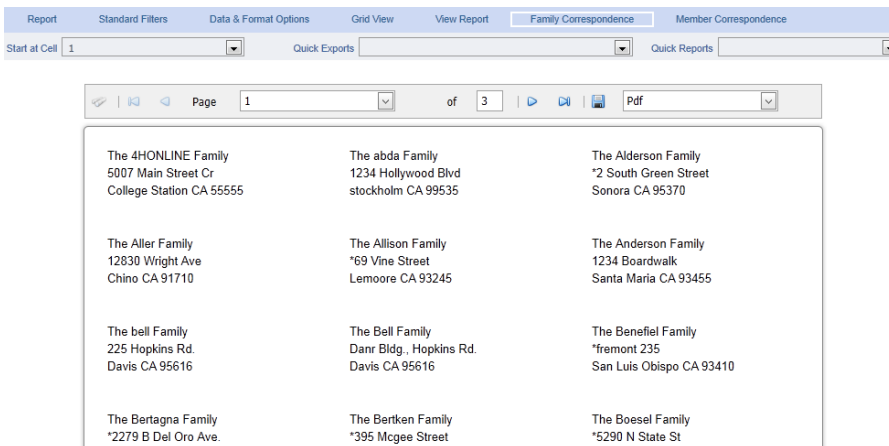 Report Standard Filters Data & Format Options Grid View View Report Family Correspondence Member Correspondence
Start at Cell 1 Quick Exports Quick Reports
Page 1 of 3 Pdf
The 4HONLINE Family The abda Family The Alderson Family
5007 Main Street Cr 1234 Hollywood Blvd *2 South Green Street
College Station CA 55555 stockholm CA 99535 Sonora CA 95370
The Aller Family The Allison Family The Anderson Family
12830 Wright Ave *69 Vine Street 1234 Boardwalk
Chino CA 91710 Lemoore CA 93245 Santa Maria CA 93455
The bell Family The Bell Family The Benefiel Family
225 Hopkins Rd. Danr Bldg., Hopkins Rd. *fremont 235
Davis CA 95616 Davis CA 95616 San Luis Obispo CA 93410
The Bertagna Family The Bertken Family The Boesel Family
*2279 B Del Oro Ave. *395 Mcgee Street *5290 N State St